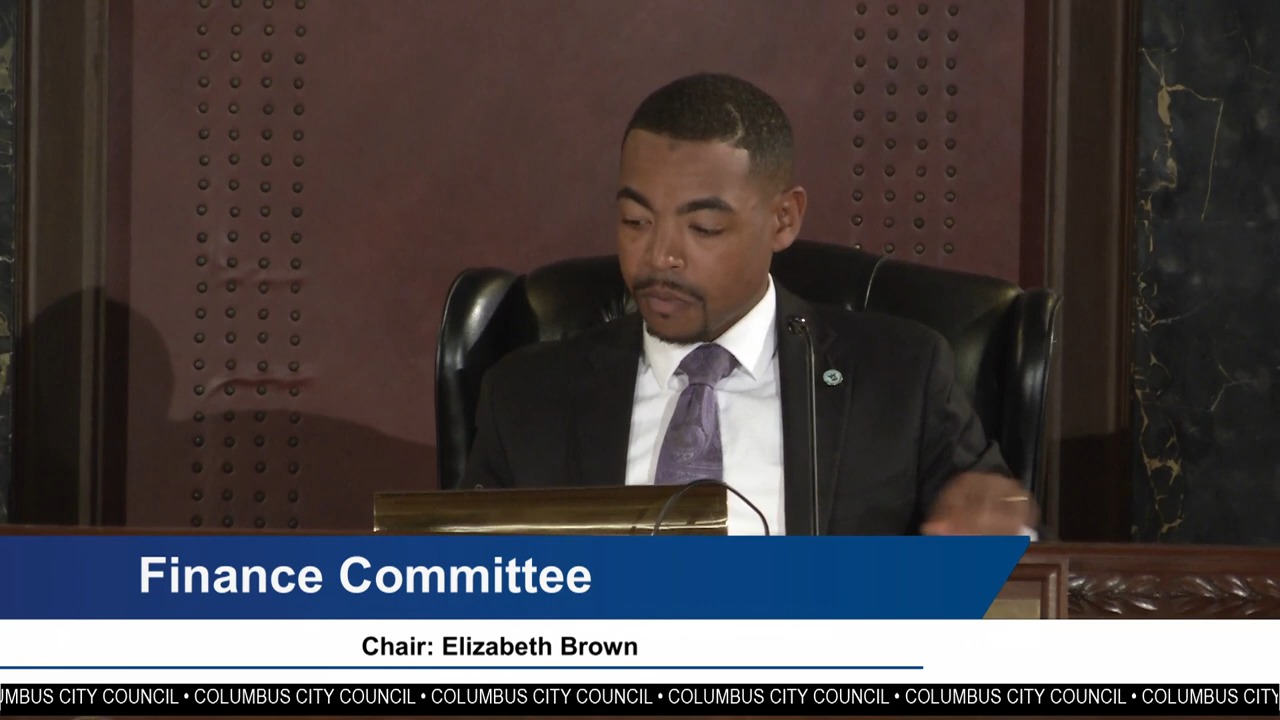 Finance Committee
Chair: Elizabeth Brown
UMBUS CITY COUNCIL • COLUMBUS CITY COUNCIL • COLUMBUS CITY COUNCIL • COLUMBUS CITY COUNCIL • COLUMBUS CITY COUNCIL • COLUMBUS CITY